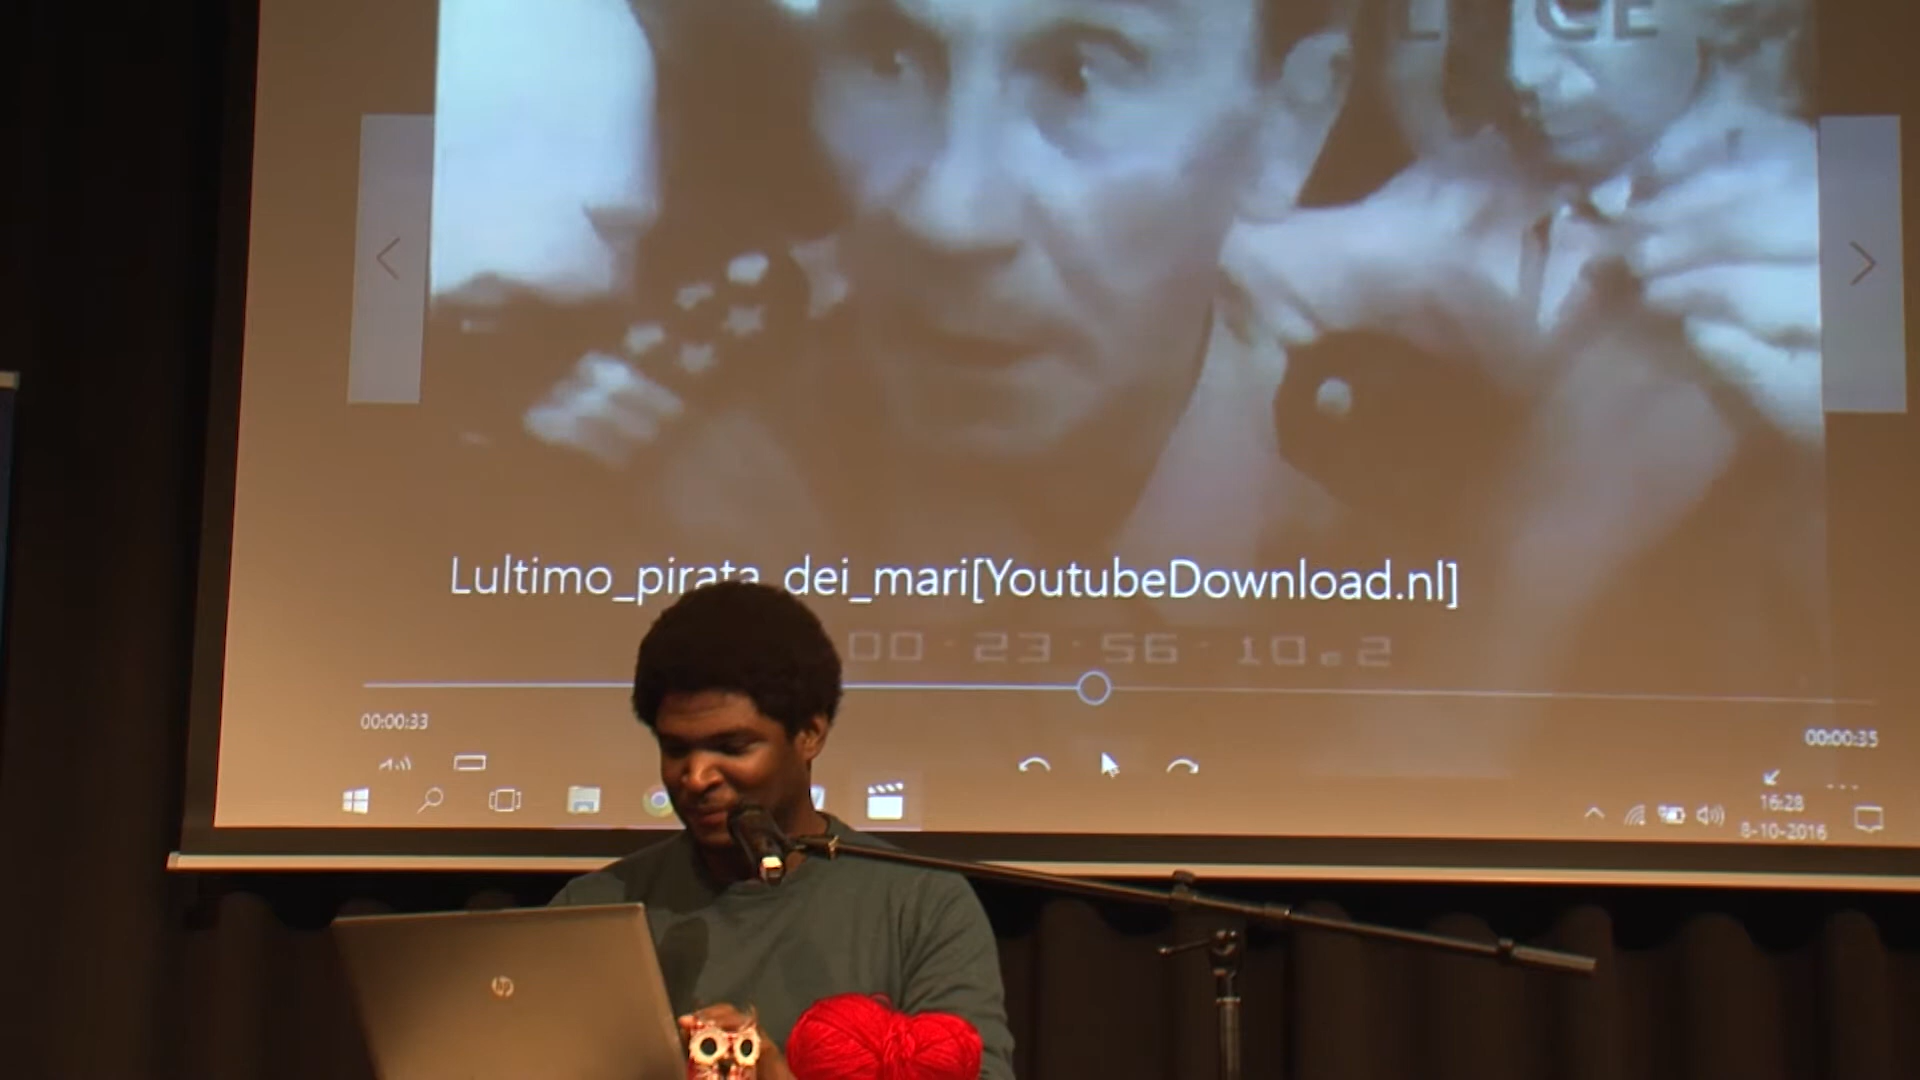 L CE
Lultimo_pirata_dei_mari[YoutubeDownload.nl]
00 · 23 · 56 · 10.2
00:00:33
00:00:35
16:28
8-10-2016
hp